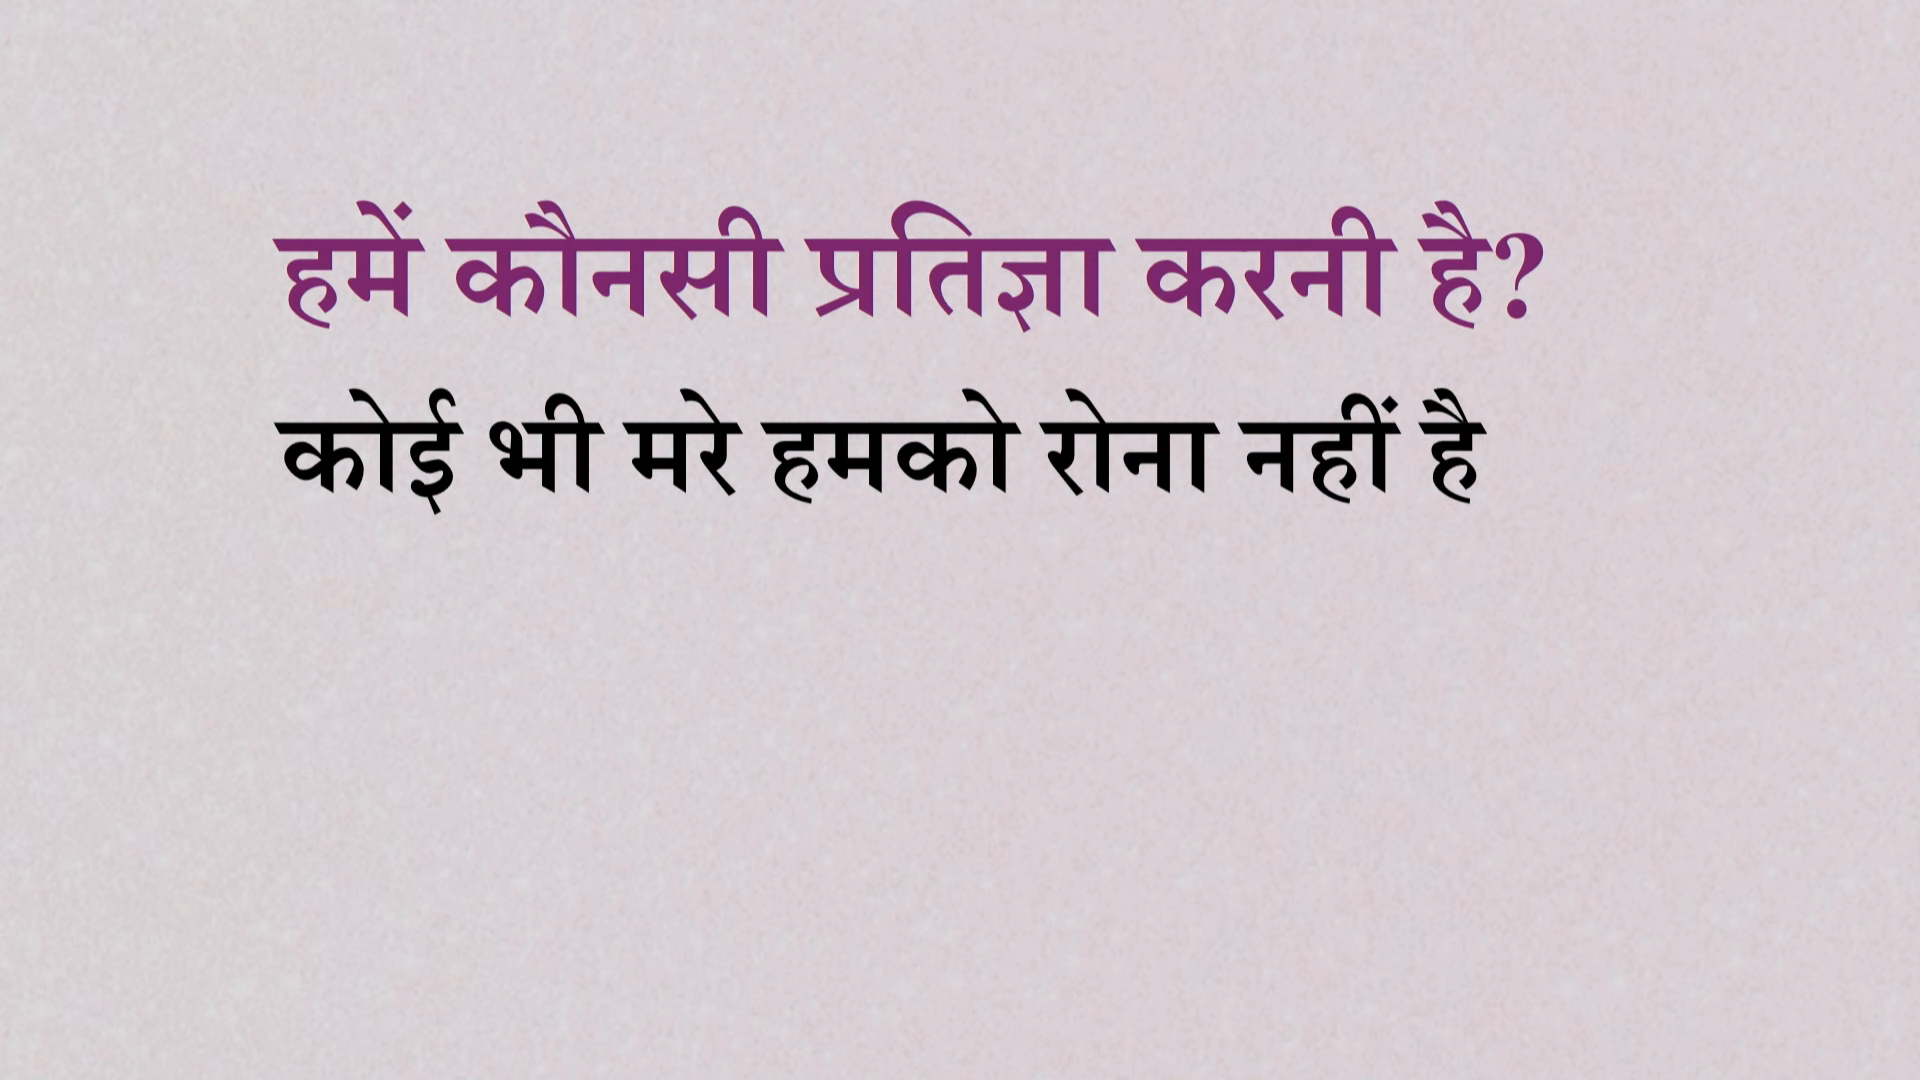 हमें कौनसी प्रतिज्ञा करनी है?
कोई भी मरे हमको रोना नहीं है